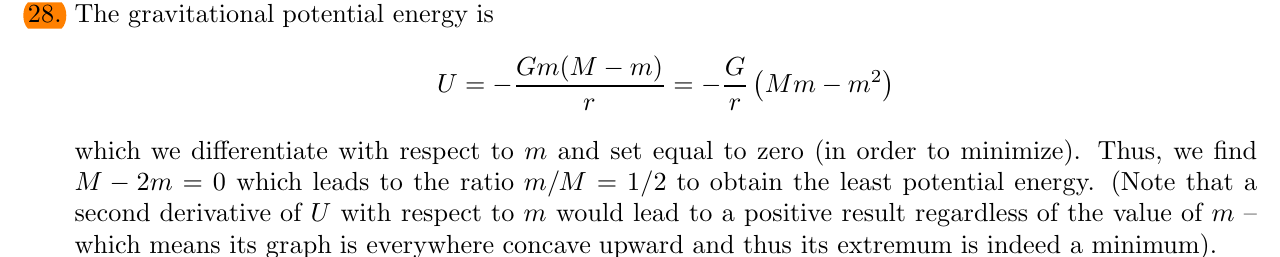 28. The gravitational potential energy is
U = −Gm(M − m)/r = −G/r (Mm − m²)
which we differentiate with respect to m and set equal to zero (in order to minimize). Thus, we find
M − 2m = 0 which leads to the ratio m/M = 1/2 to obtain the least potential energy. (Note that a
second derivative of U with respect to m would lead to a positive result regardless of the value of m –
which means its graph is everywhere concave upward and thus its extremum is indeed a minimum).